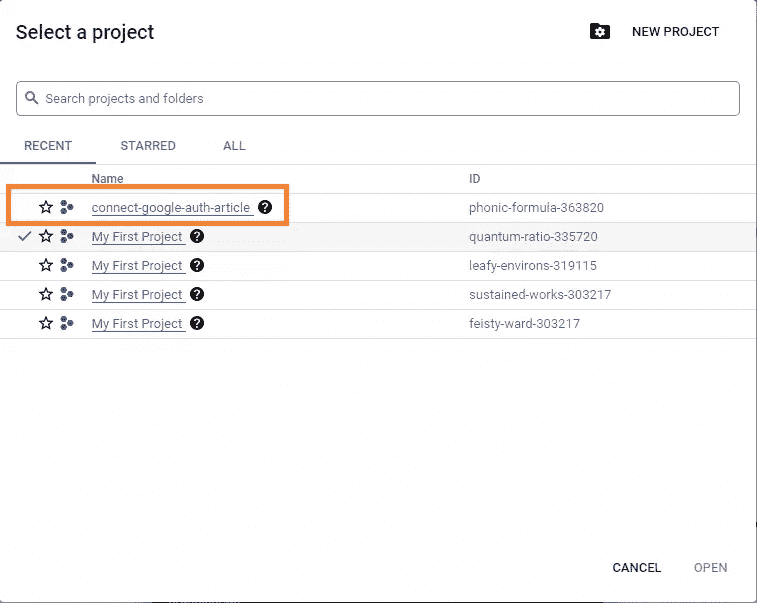 Select a project
NEW PROJECT
Search projects and folders
RECENT STARRED ALL
Name ID
connect-google-auth-article phonic-formula-363820
My First Project quantum-ratio-335720
My First Project leafy-environs-319115
My First Project sustained-works-303217
My First Project feisty-ward-303217
CANCEL OPEN